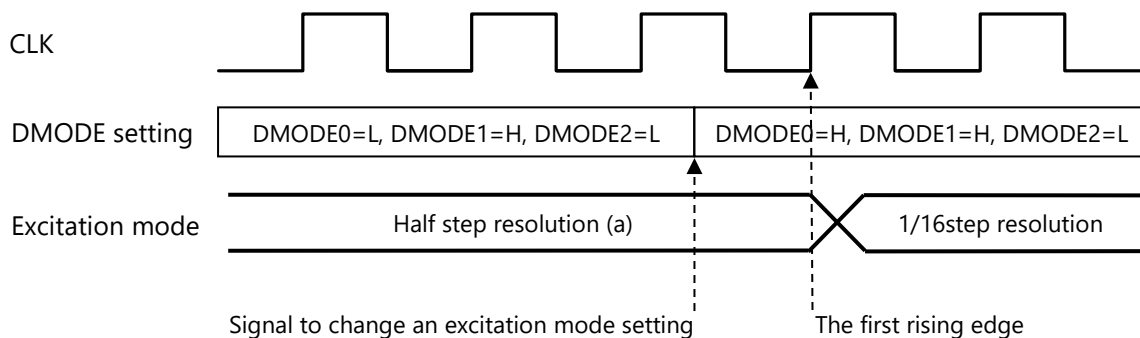 CLK
DMODE setting
DMODE0=L, DMODE1=H, DMODE2=L
DMODE0=H, DMODE1=H, DMODE2=L
Excitation mode
Half step resolution (a)
1/16step resolution
Signal to change an excitation mode setting
The first rising edge